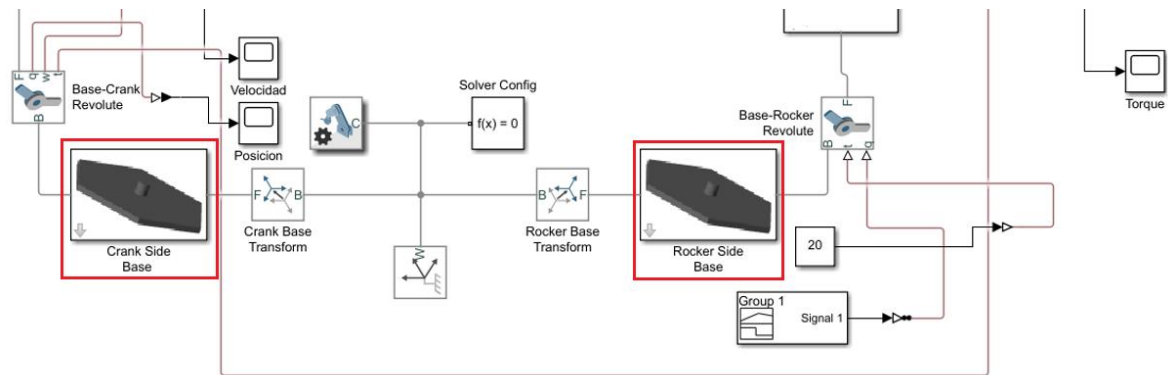 F
q
w
t
B
Base-Crank
Revolute
Velocidad
Posicion
Crank Side
Base
F
B
Crank Base
Transform
C
Solver Config
f(x) = 0
W
B
F
Rocker Base
Transform
Rocker Side
Base
Base-Rocker
Revolute
F
B
t
q
20
Group 1
Signal 1
Torque